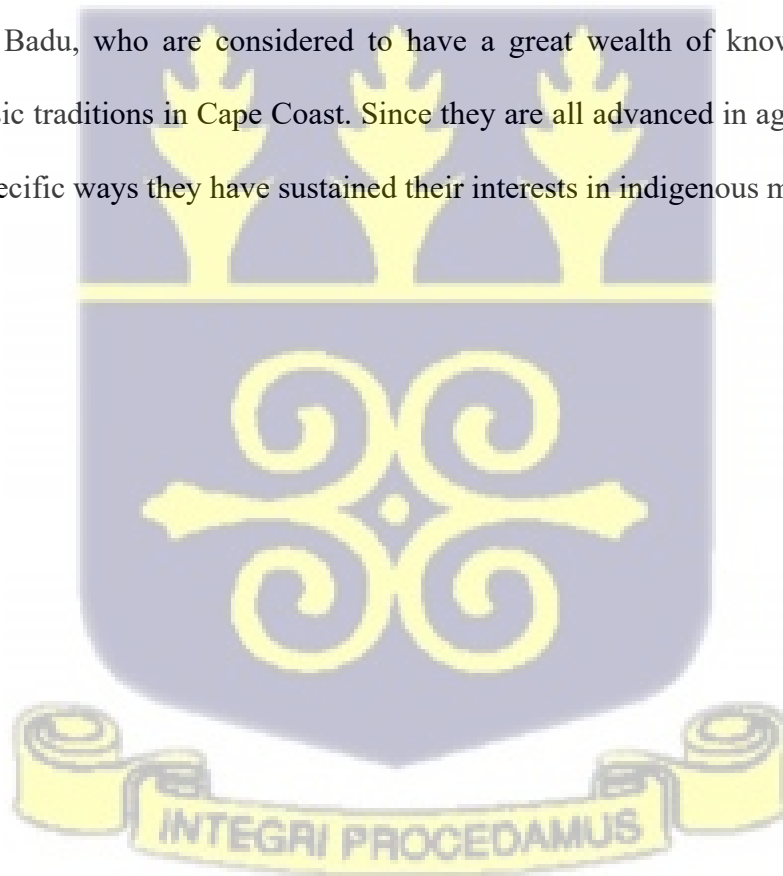 Badu, who are considered to have a great wealth of know
sic traditions in Cape Coast. Since they are all advanced in ag
ecific ways they have sustained their interests in indigenous m
INTEGRI PROCEDAMUS